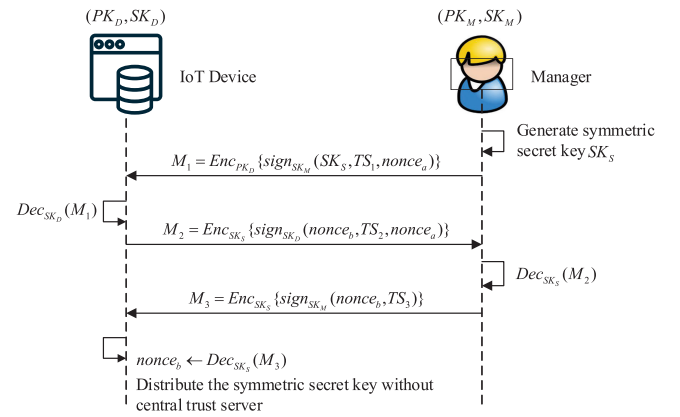 (PK_D, SK_D)
(PK_M, SK_M)
IoT Device
Manager
Generate symmetric
secret key SK_S
M_1 = Enc_{PK_D}{sign_{SK_M}(SK_S, TS_1, nonce_a)}
Dec_{SK_D}(M_1)
M_2 = Enc_{SK_S}{sign_{SK_D}(nonce_b, TS_2, nonce_a)}
Dec_{SK_S}(M_2)
M_3 = Enc_{SK_S}{sign_{SK_M}(nonce_b, TS_3)}
nonce_b ← Dec_{SK_S}(M_3)
Distribute the symmetric secret key without
central trust server